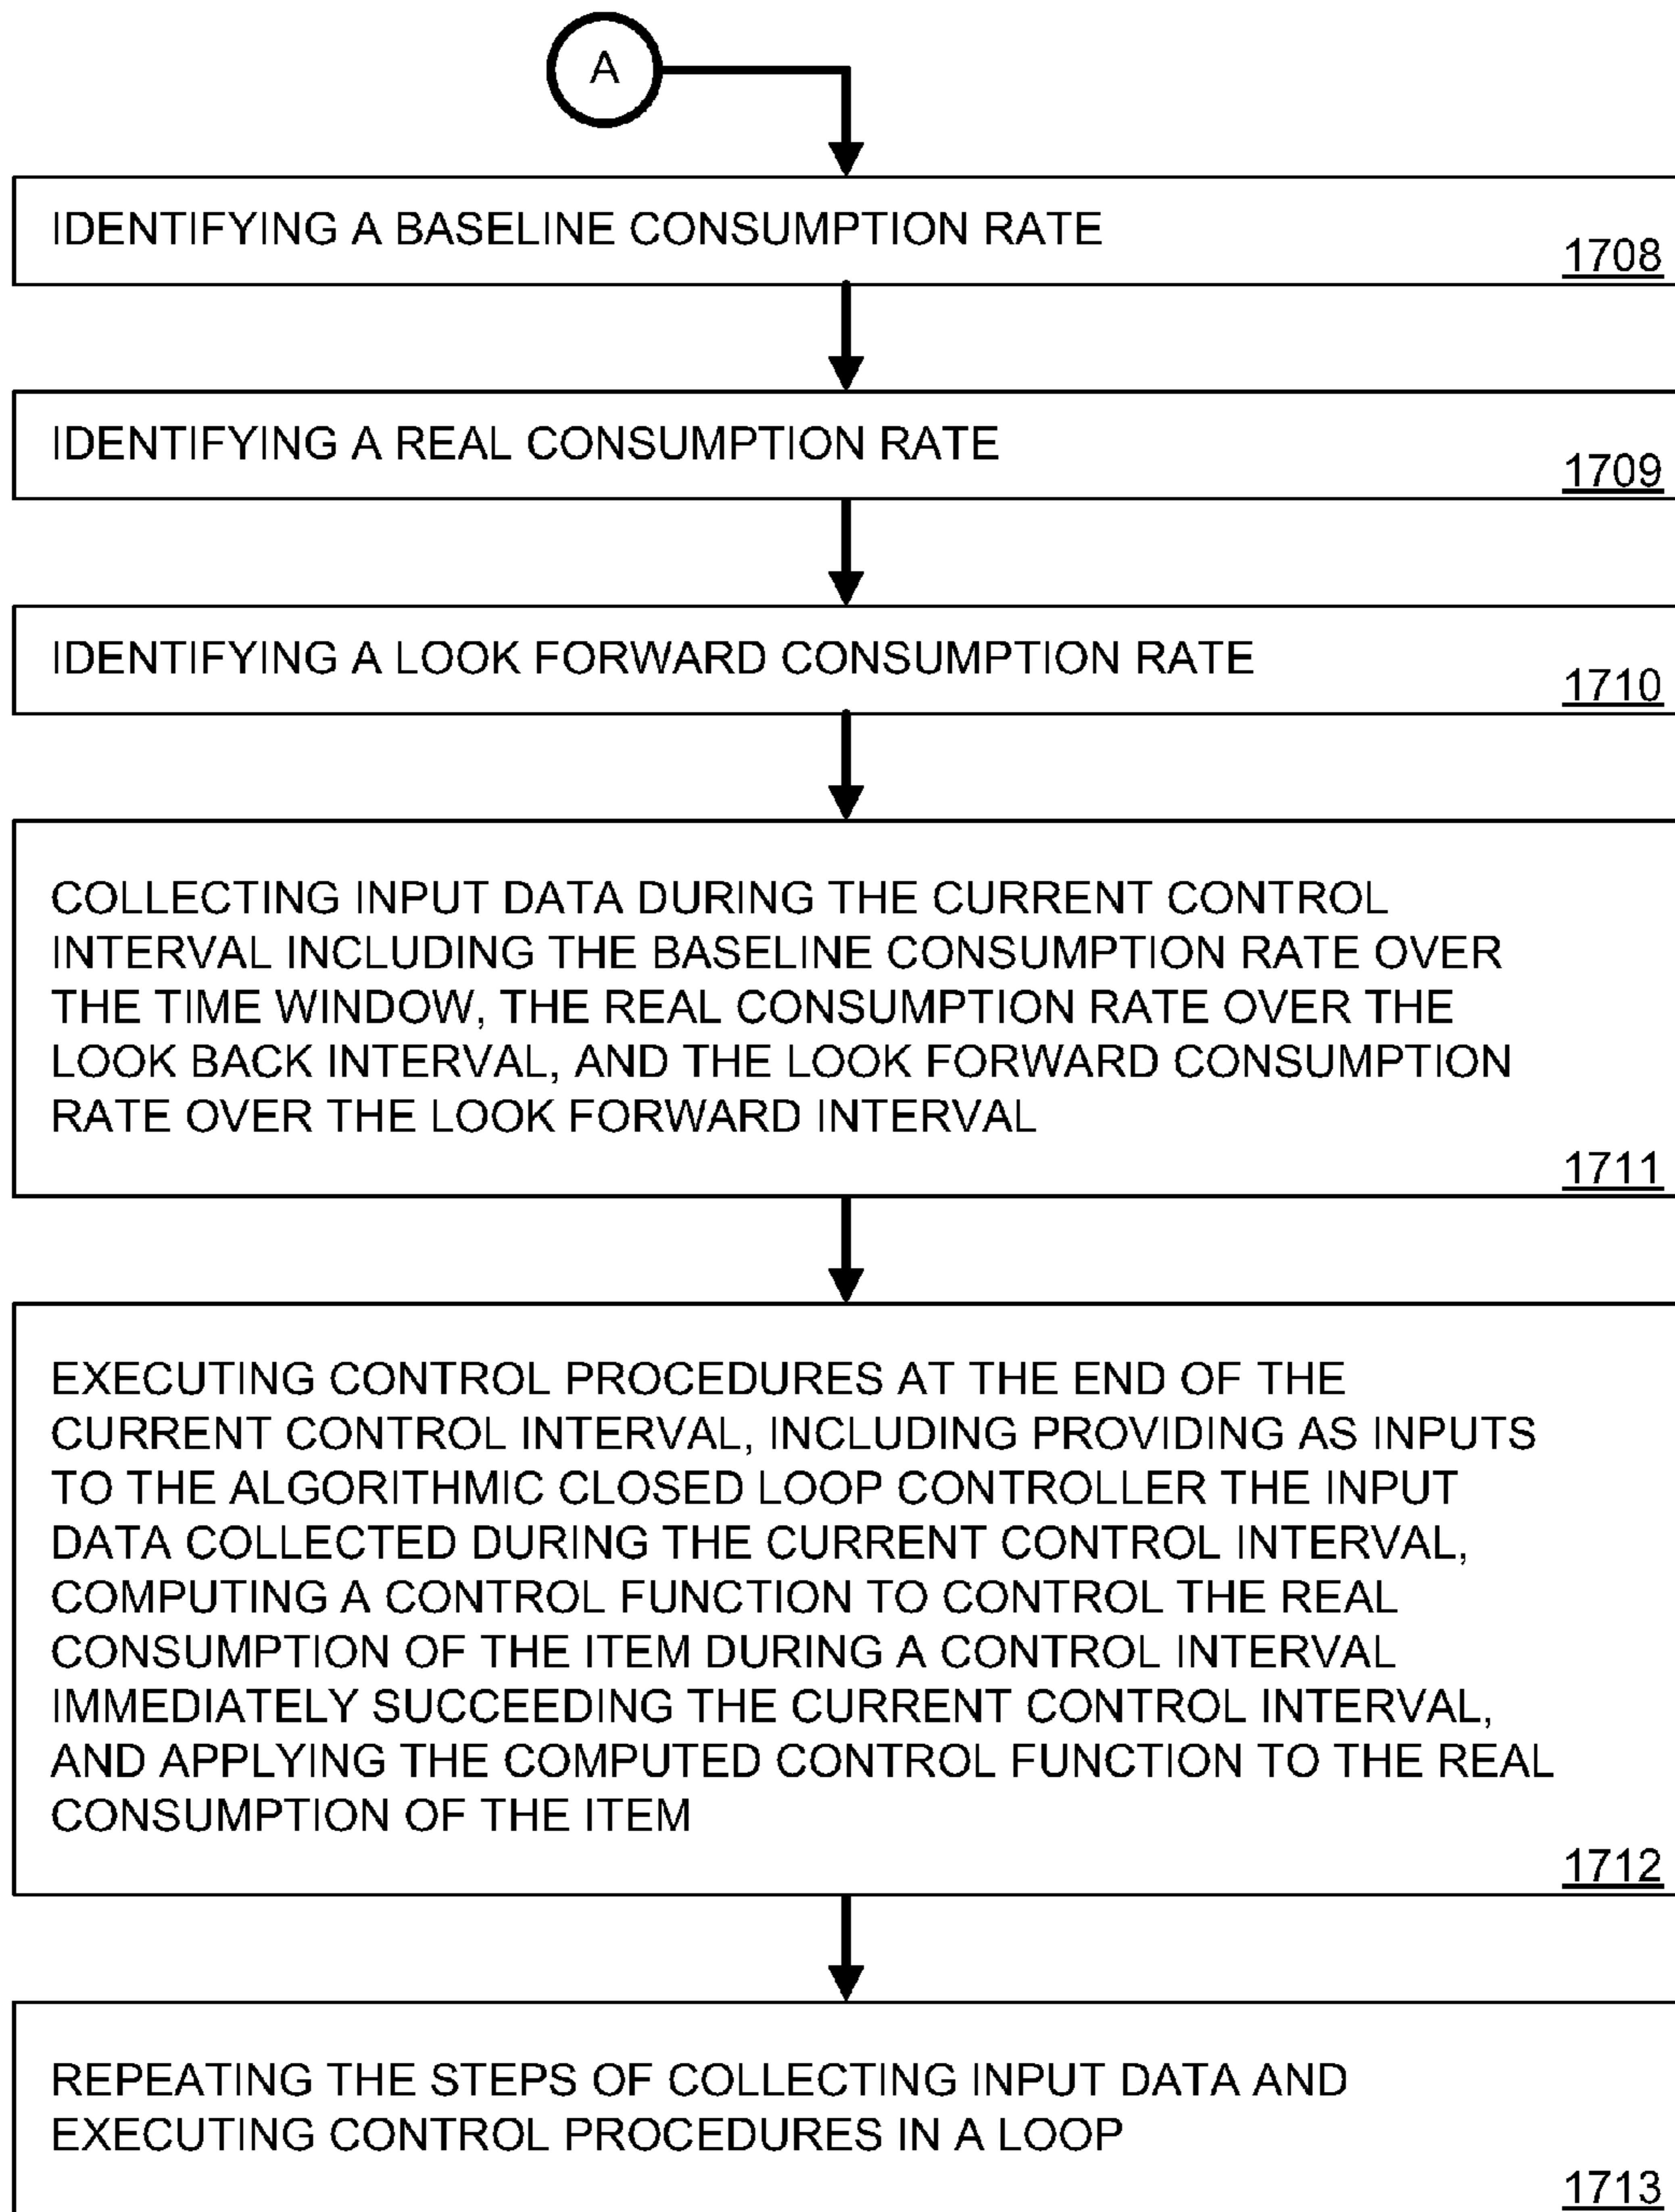 A
IDENTIFYING A BASELINE CONSUMPTION RATE
1708
IDENTIFYING A REAL CONSUMPTION RATE
1709
IDENTIFYING A LOOK FORWARD CONSUMPTION RATE
1710
COLLECTING INPUT DATA DURING THE CURRENT CONTROL
INTERVAL INCLUDING THE BASELINE CONSUMPTION RATE OVER
THE TIME WINDOW, THE REAL CONSUMPTION RATE OVER THE
LOOK BACK INTERVAL, AND THE LOOK FORWARD CONSUMPTION
RATE OVER THE LOOK FORWARD INTERVAL
1711
EXECUTING CONTROL PROCEDURES AT THE END OF THE
CURRENT CONTROL INTERVAL, INCLUDING PROVIDING AS INPUTS
TO THE ALGORITHMIC CLOSED LOOP CONTROLLER THE INPUT
DATA COLLECTED DURING THE CURRENT CONTROL INTERVAL,
COMPUTING A CONTROL FUNCTION TO CONTROL THE REAL
CONSUMPTION OF THE ITEM DURING A CONTROL INTERVAL
IMMEDIATELY SUCCEEDING THE CURRENT CONTROL INTERVAL,
AND APPLYING THE COMPUTED CONTROL FUNCTION TO THE REAL
CONSUMPTION OF THE ITEM
1712
REPEATING THE STEPS OF COLLECTING INPUT DATA AND
EXECUTING CONTROL PROCEDURES IN A LOOP
1713